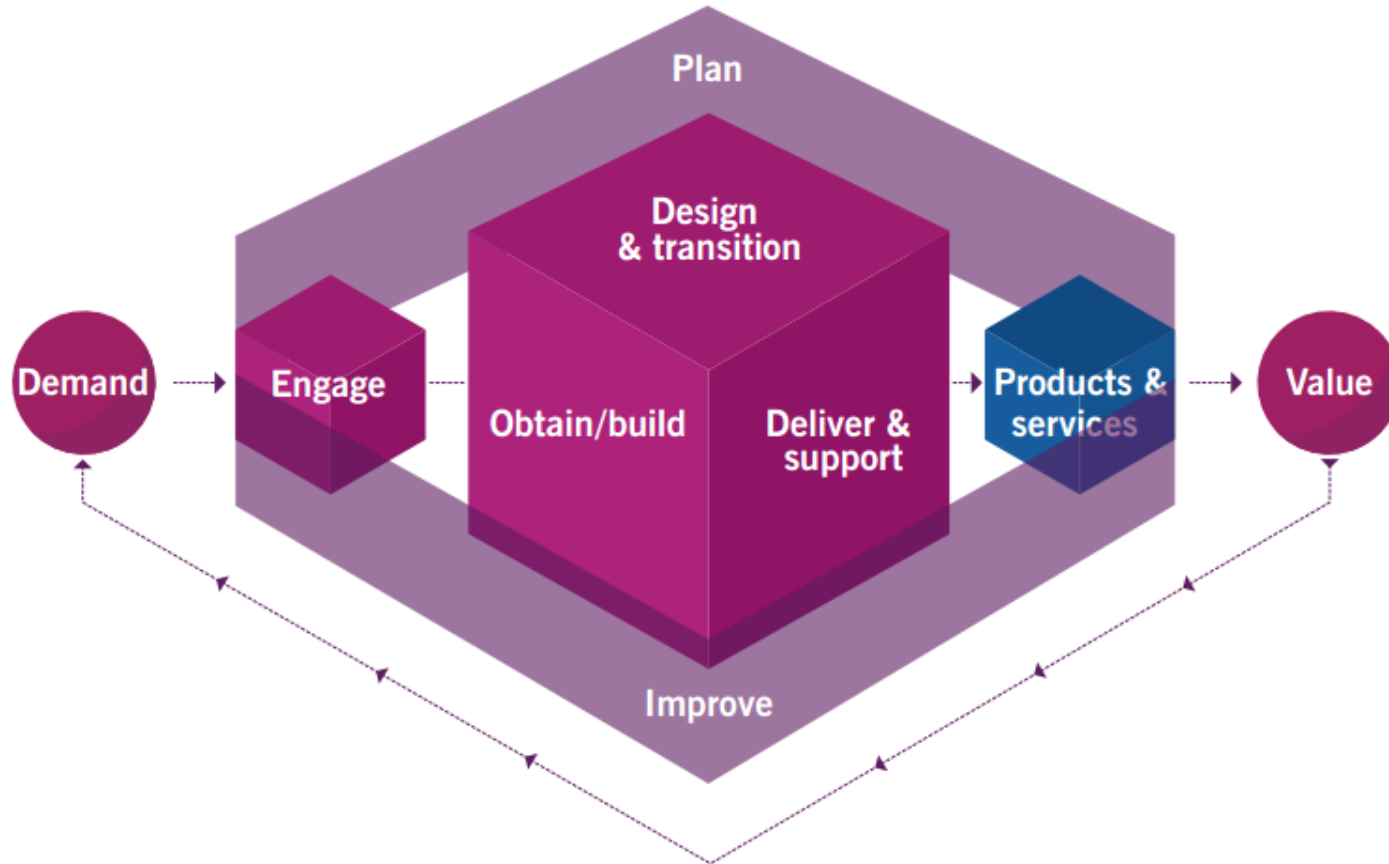 Plan
Design
& transition
Demand
Engage
Obtain/build
Deliver &
support
Products &
services
Value
Improve